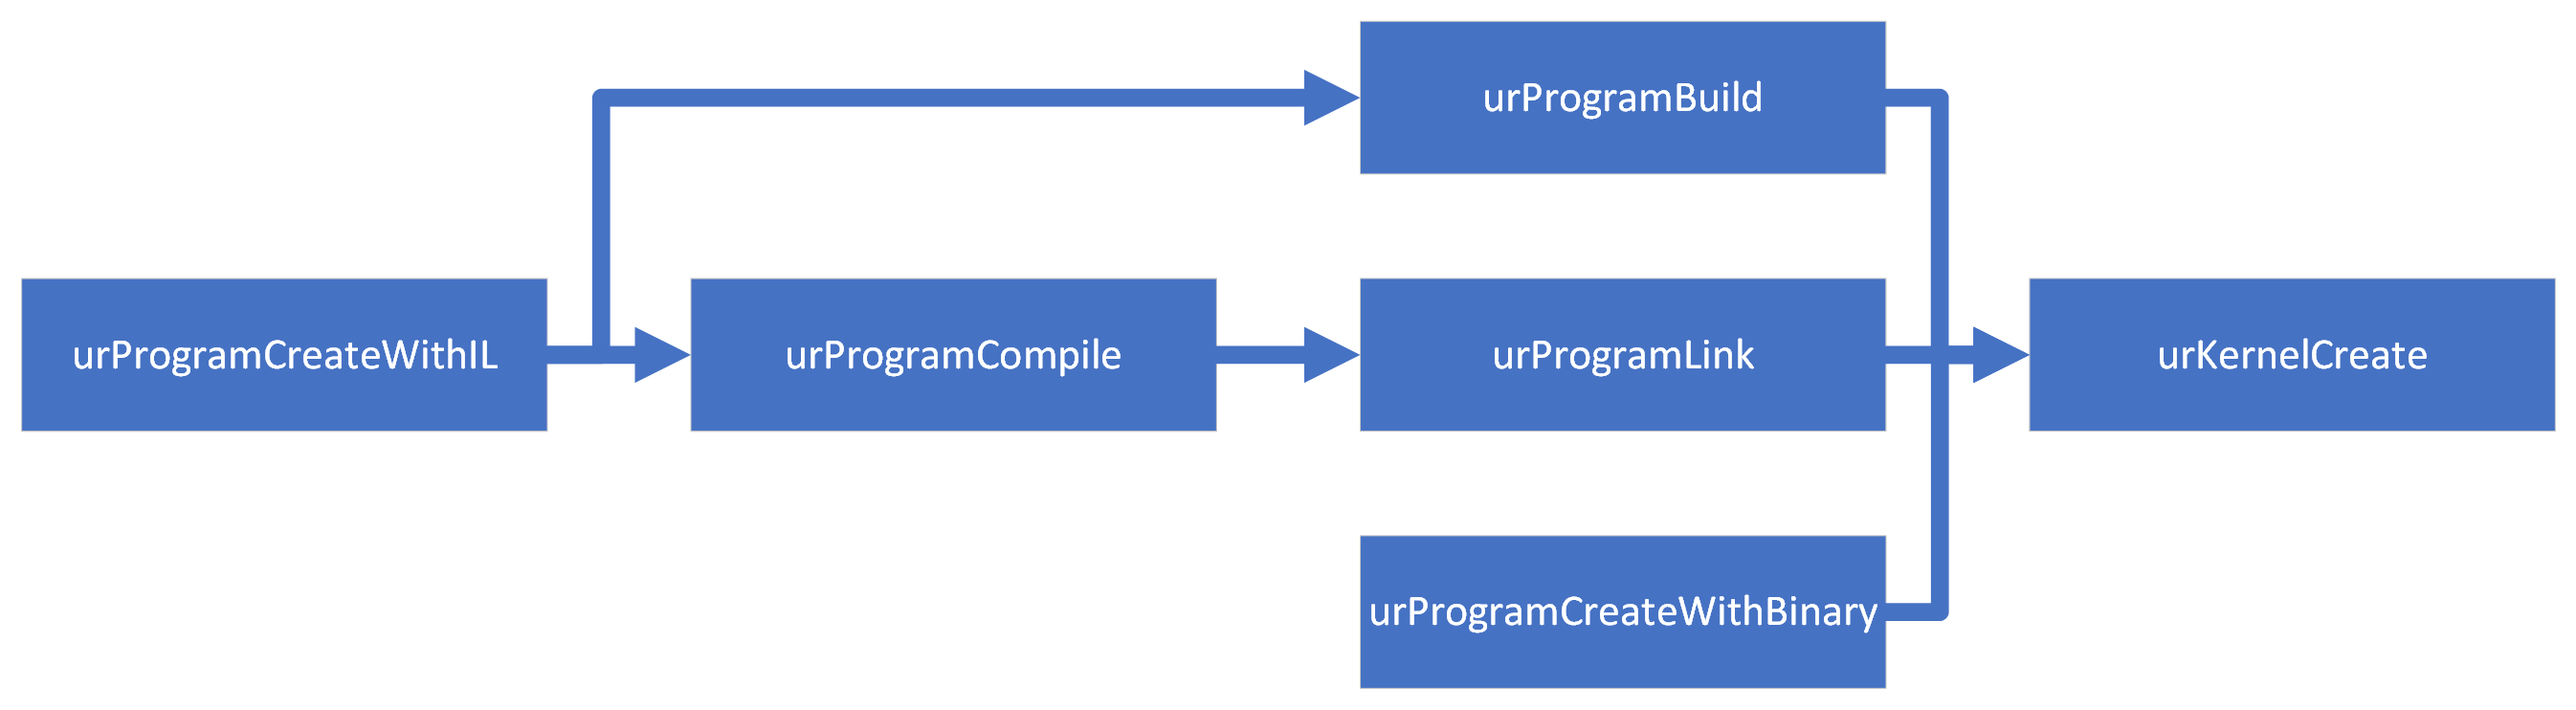 urProgramBuild
urProgramCreateWithIL
urProgramCompile
urProgramLink
urKernelCreate
urProgramCreateWithBinary